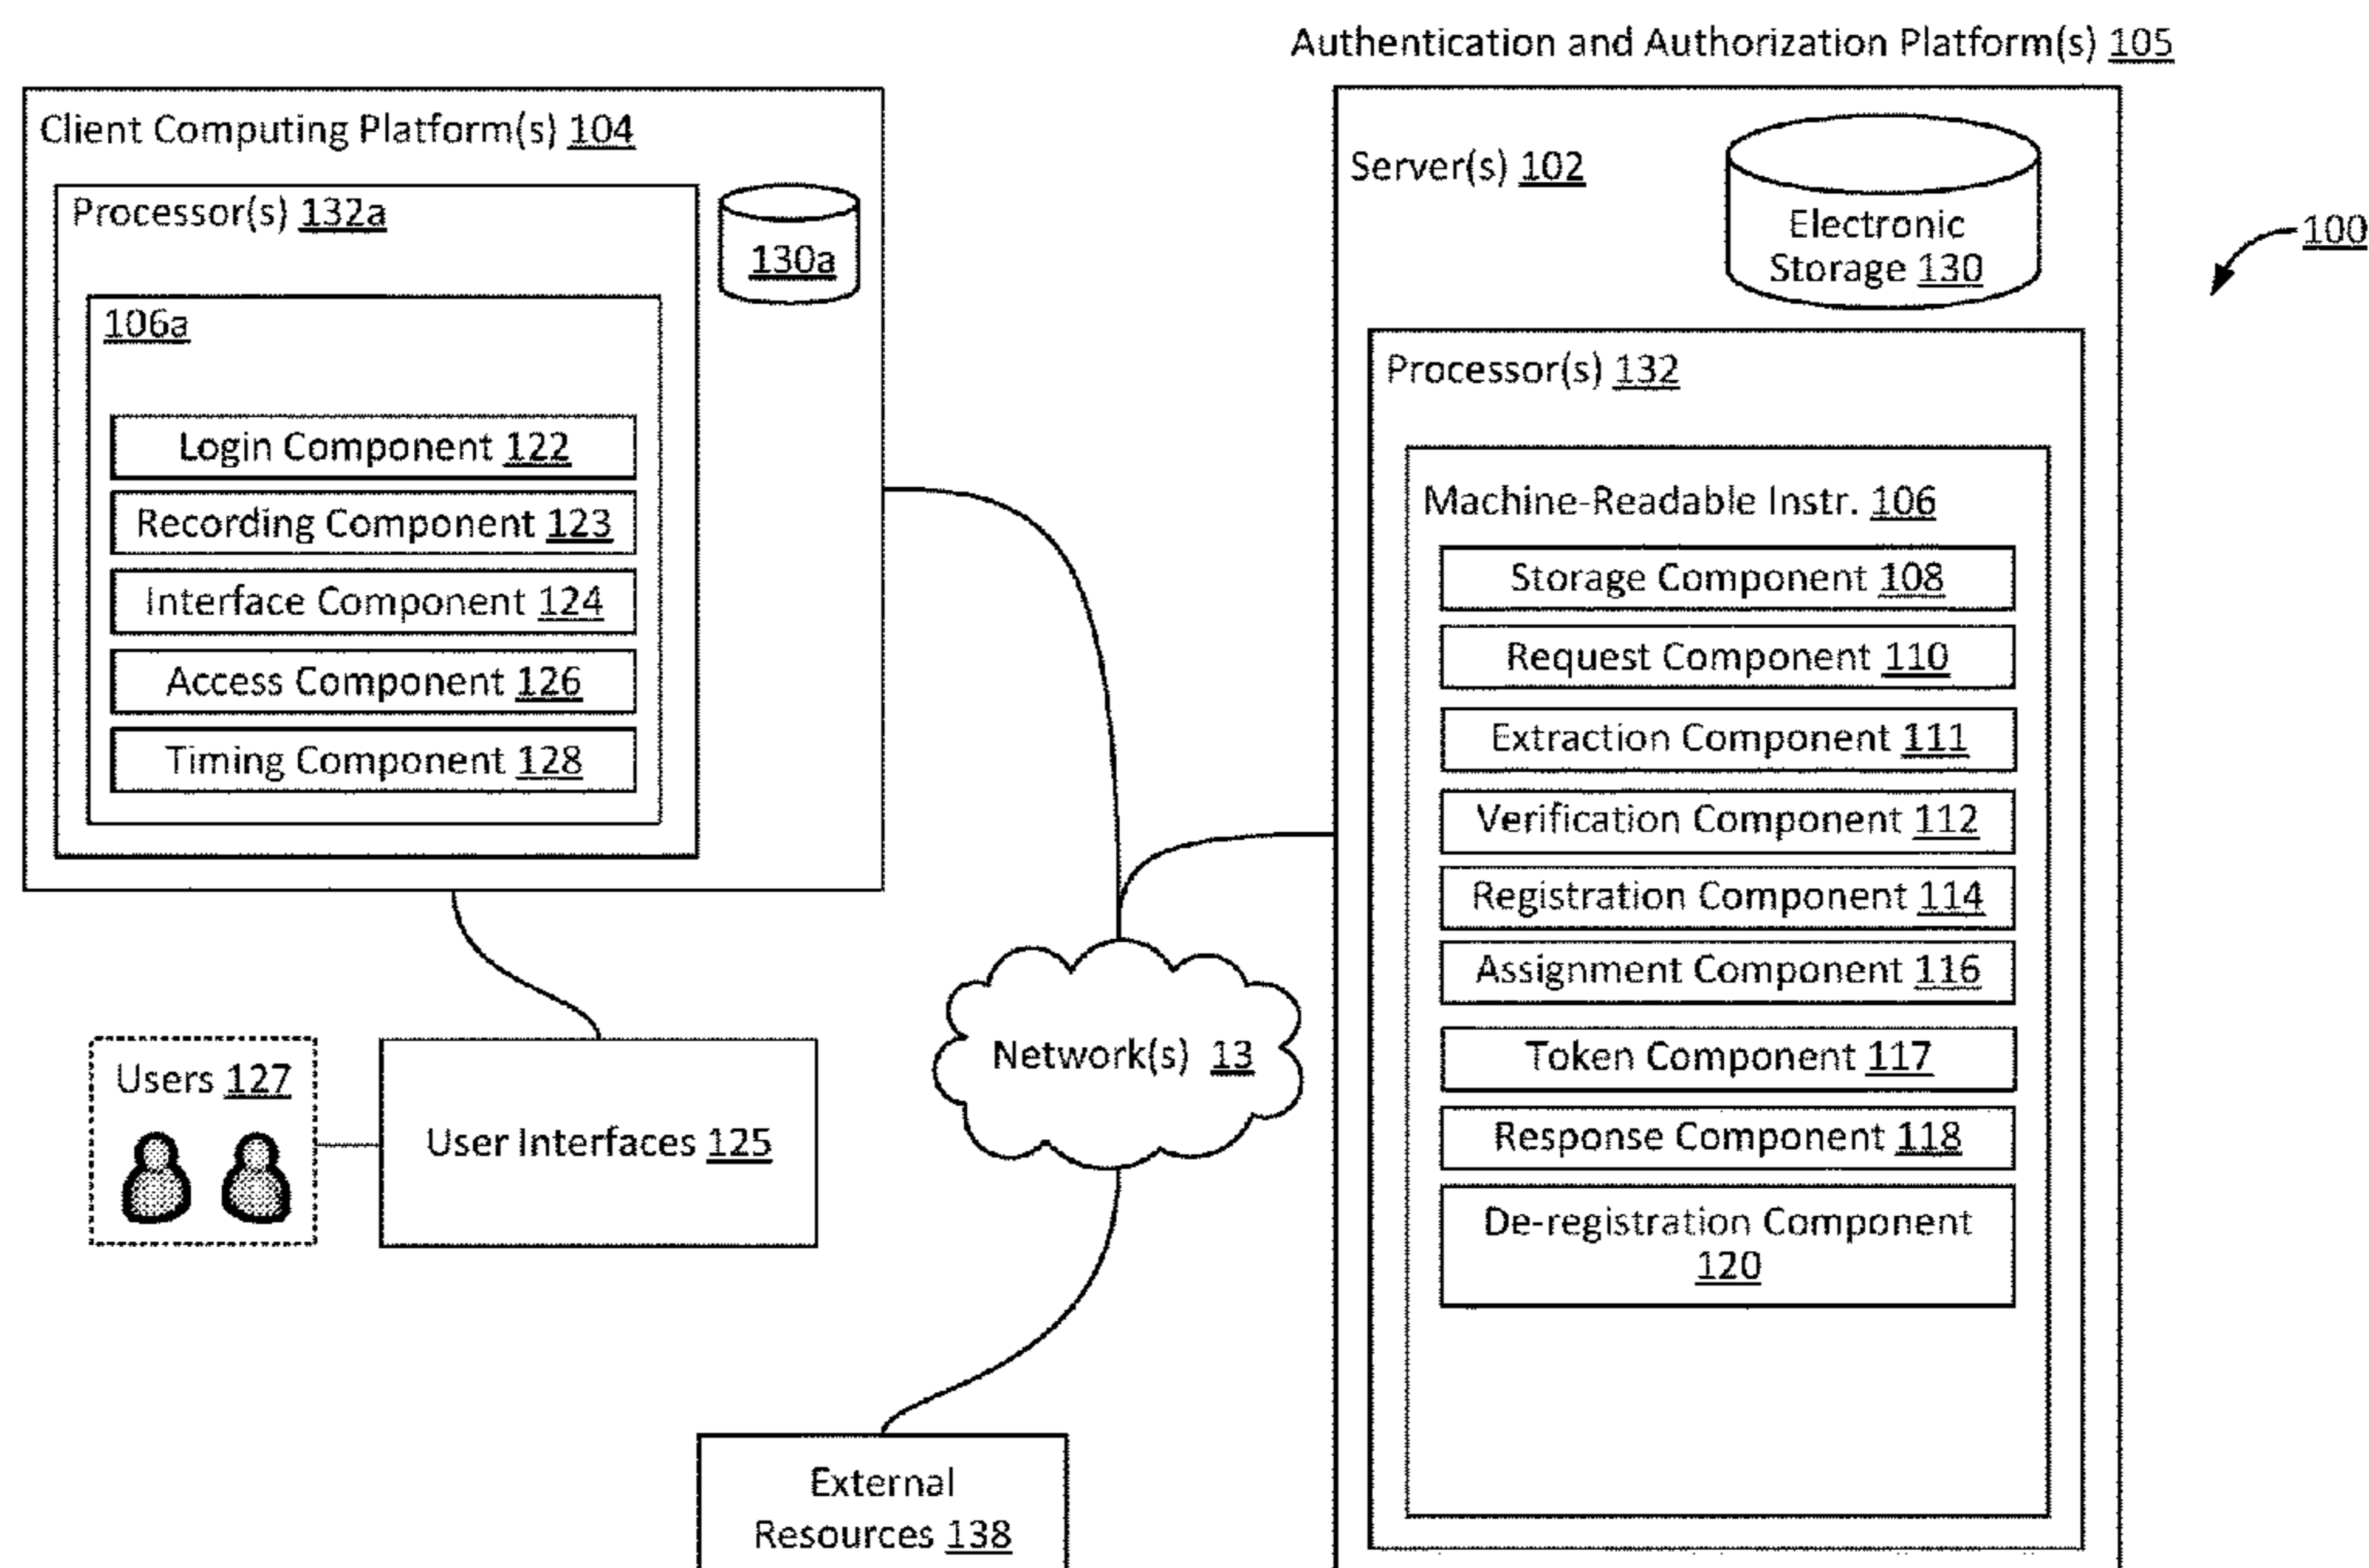 Authentication and Authorization Platform(s) 105
Client Computing Platform(s) 104
Processor(s) 132a
130a
106a
Login Component 122
Recording Component 123
Interface Component 124
Access Component 126
Timing Component 128
Server(s) 102
Electronic
Storage 130
100
Processor(s) 132
Machine-Readable Instr. 106
Storage Component 108
Request Component 110
Extraction Component 111
Verification Component 112
Registration Component 114
Assignment Component 116
Token Component 117
Response Component 118
De-registration Component
120
Network(s) 13
Users 127
User Interfaces 125
External
Resources 138